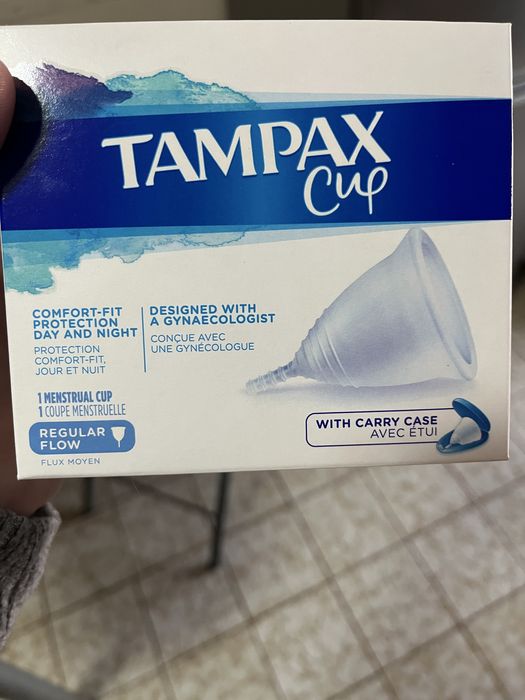 TAMPAX
Cup
COMFORT-FIT
PROTECTION
DAY AND NIGHT
PROTECTION
COMFORT-FIT,
JOUR ET NUIT
DESIGNED WITH
A GYNAECOLOGIST
CONÇUE AVEC
UNE GYNÉCOLOGUE
1 MENSTRUAL CUP
1 COUPE MENSTRUELLE
REGULAR
FLOW
FLUX MOYEN
WITH CARRY CASE
AVEC ÉTUI